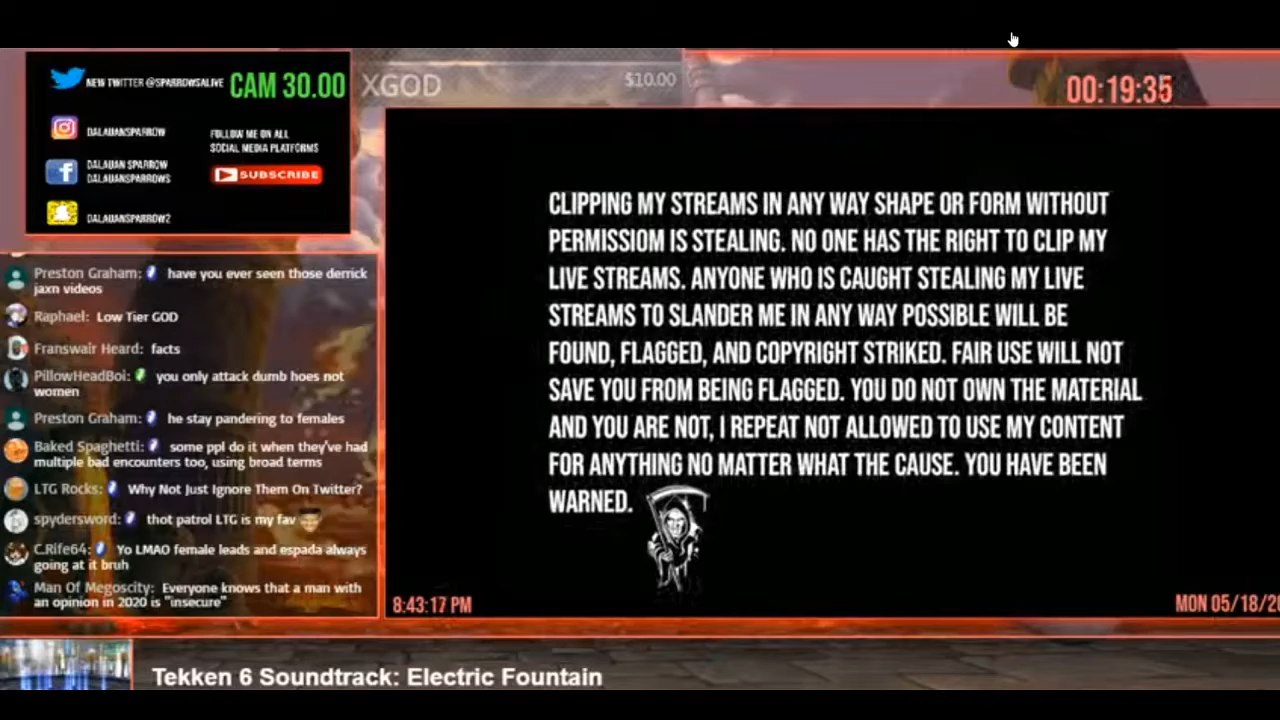 NEW TWITTER @SPARROWSALIVE
CAM 30.00
XGOD
$10.00
00:19:35
DALAUANSPARROW
FOLLOW ME ON ALL
SOCIAL MEDIA PLATFORMS
DALAUAN SPARROW
DALAUANSPARROWS
SUBSCRIBE
DALAUANSPARROW2
CLIPPING MY STREAMS IN ANY WAY SHAPE OR FORM WITHOUT
PERMISSIOM IS STEALING. NO ONE HAS THE RIGHT TO CLIP MY
LIVE STREAMS. ANYONE WHO IS CAUGHT STEALING MY LIVE
STREAMS TO SLANDER ME IN ANY WAY POSSIBLE WILL BE
FOUND, FLAGGED, AND COPYRIGHT STRIKED. FAIR USE WILL NOT
SAVE YOU FROM BEING FLAGGED. YOU DO NOT OWN THE MATERIAL
AND YOU ARE NOT, I REPEAT NOT ALLOWED TO USE MY CONTENT
FOR ANYTHING NO MATTER WHAT THE CAUSE. YOU HAVE BEEN
WARNED.
Preston Graham: have you ever seen those derrick
jaxn videos
Raphael: Low Tier GOD
Franswair Heard: facts
PillowHeadBoi: you only attack dumb hoes not
women
Preston Graham: he stay pandering to females
Baked Spaghetti: some ppl do it when they've had
multiple bad encounters too, using broad terms
LTG Rocks: Why Not Just Ignore Them On Twitter?
spydersword: thot patrol LTG is my fav
C.Rife64: Yo LMAO female leads and espada always
going at it bruh
Man Of Megoscity: Everyone knows that a man with
an opinion in 2020 is "insecure"
8:43:17 PM
MON 05/18/20
Tekken 6 Soundtrack: Electric Fountain